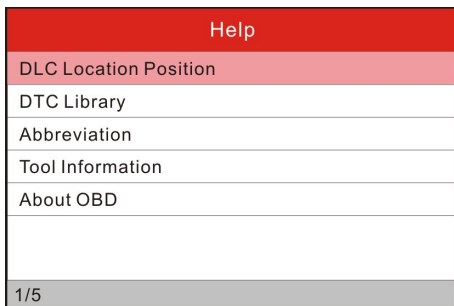 Help
DLC Location Position
DTC Library
Abbreviation
Tool Information
About OBD
1/5